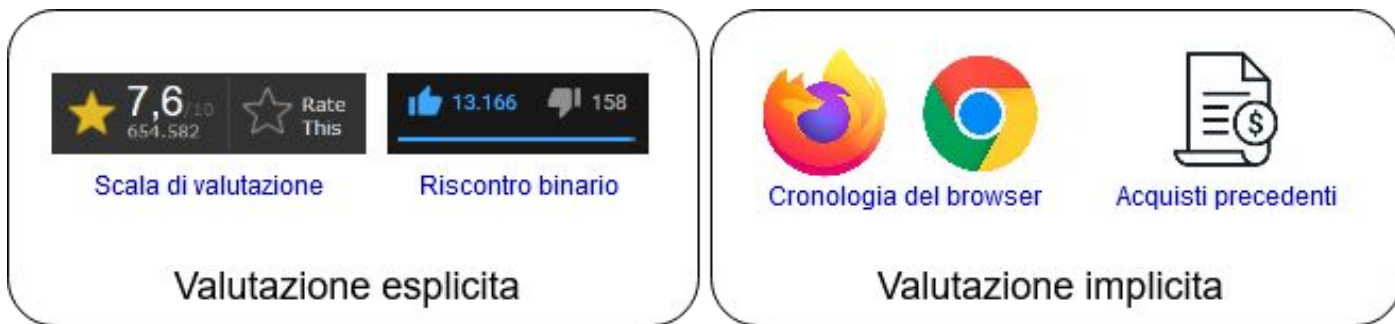 7,6/10
654.582
Rate
This
13.166
158
Scala di valutazione
Riscontro binario
Valutazione esplicita
$
Cronologia del browser
Acquisti precedenti
Valutazione implicita